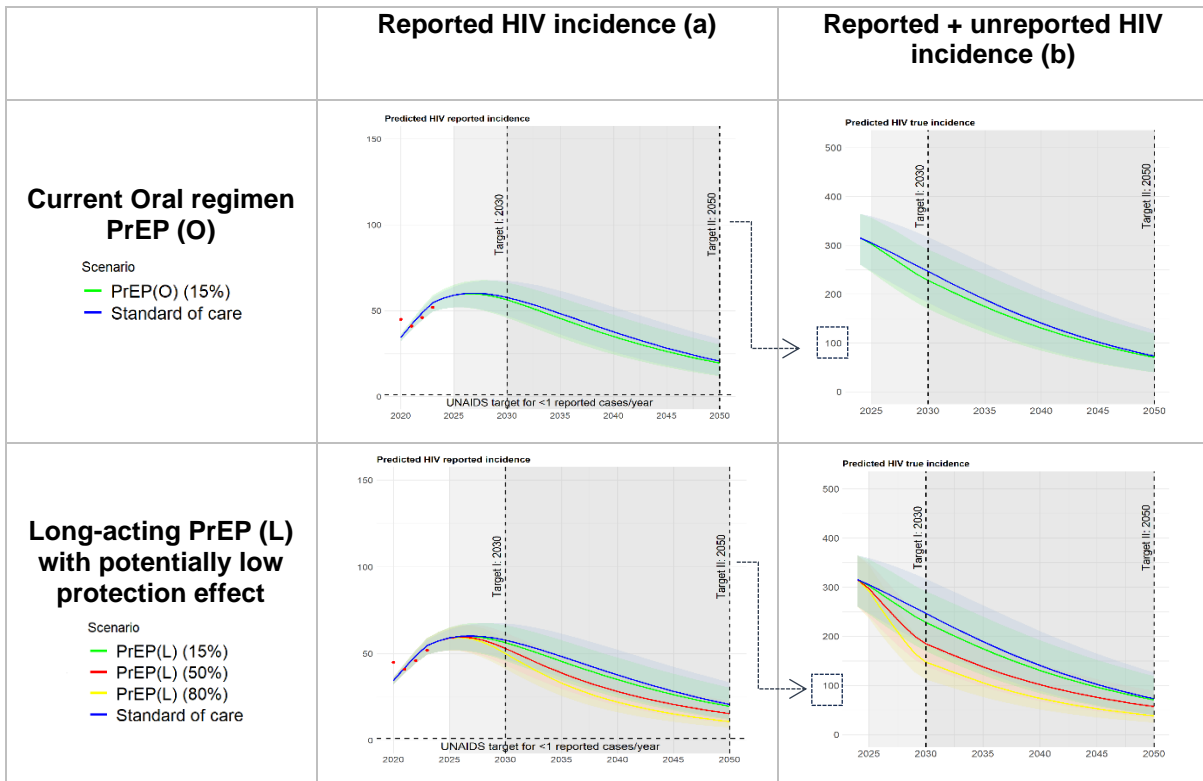 Reported HIV incidence (a)
Reported + unreported HIV
incidence (b)
Current Oral regimen
PrEP (O)
Scenario
PrEP(O) (15%)
Standard of care
Predicted HIV reported incidence
150
100
50
0
Target I: 2030
Target II: 2050
UNAIDS target for <1 reported cases/year
2020 2025 2030 2035 2040 2045 2050
Predicted HIV true incidence
500
400
300
200
100
0
Target I: 2030
Target II: 2050
2025 2030 2035 2040 2045 2050
Long-acting PrEP (L)
with potentially low
protection effect
Scenario
PrEP(L) (15%)
PrEP(L) (50%)
PrEP(L) (80%)
Standard of care
Predicted HIV reported incidence
150
100
50
0
Target I: 2030
Target II: 2050
UNAIDS target for <1 reported cases/year
2020 2025 2030 2035 2040 2045 2050
Predicted HIV true incidence
500
400
300
200
100
0
Target I: 2030
Target II: 2050
2025 2030 2035 2040 2045 2050